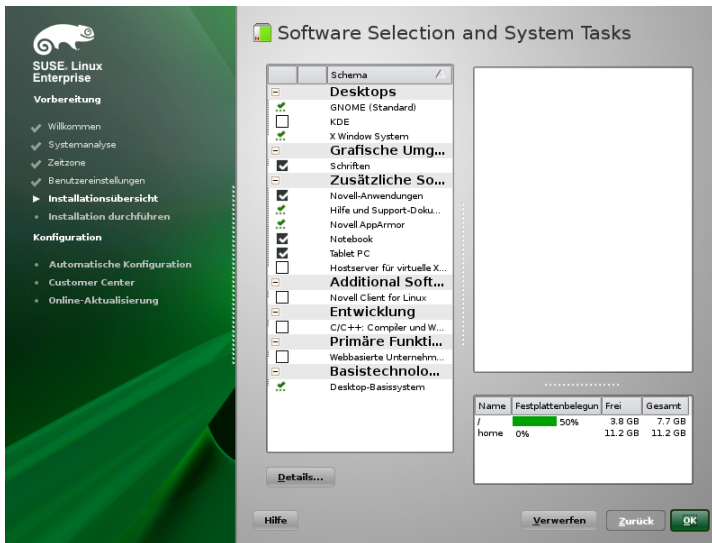 SUSE. Linux
Enterprise
Vorbereitung
Willkommen
Systemanalyse
Zeitzone
Benutzereinstellungen
Installationsübersicht
Installation durchführen
Konfiguration
Automatische Konfiguration
Customer Center
Online-Aktualisierung
Software Selection and System Tasks
Schema
Desktops
GNOME (Standard)
KDE
X Window System
Grafische Umg...
Schriften
Zusätzliche So...
Novell-Anwendungen
Hilfe und Support-Doku...
Novell AppArmor
Notebook
Tablet PC
Hostserver für virtuelle X...
Additional Soft...
Novell Client for Linux
Entwicklung
C/C++: Compiler und W...
Primäre Funkti...
Webbasierte Unternehm...
Basistechnolo...
Desktop-Basissystem
Name Festplattenbelegun Frei Gesamt
/ 50% 3.8 GB 7.7 GB
home 0% 11.2 GB 11.2 GB
Details...
Hilfe Verwerfen Zurück OK